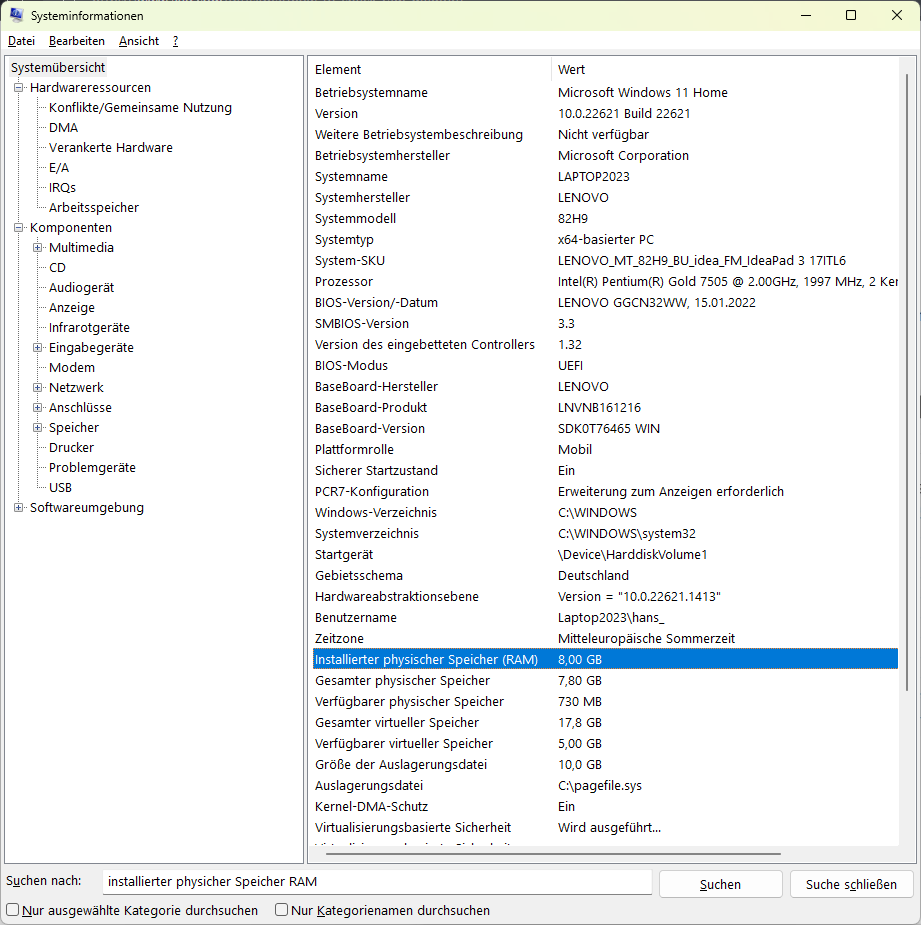 Systeminformationen
Datei Bearbeiten Ansicht ?
Systemübersicht
Hardwareressourcen
Konflikte/Gemeinsame Nutzung
DMA
Verankerte Hardware
E/A
IRQs
Arbeitsspeicher
Komponenten
Multimedia
CD
Audiogerät
Anzeige
Infrarotgeräte
Eingabegeräte
Modem
Netzwerk
Anschlüsse
Speicher
Drucker
Problemgeräte
USB
Softwareumgebung
Element Wert
Betriebsystemname Microsoft Windows 11 Home
Version 10.0.22621 Build 22621
Weitere Betriebsystembeschreibung Nicht verfügbar
Betriebsystemhersteller Microsoft Corporation
Systemname LAPTOP2023
Systemhersteller LENOVO
Systemmodell 82H9
Systemtyp x64-basierter PC
System-SKU LENOVO_MT_82H9_BU_idea_FM_IdeaPad 3 17ITL6
Prozessor Intel(R) Pentium(R) Gold 7505 @ 2.00GHz, 1997 MHz, 2 Ker
BIOS-Version/-Datum LENOVO GGCN32WW, 15.01.2022
SMBIOS-Version 3.3
Version des eingebetteten Controllers 1.32
BIOS-Modus UEFI
BaseBoard-Hersteller LENOVO
BaseBoard-Produkt LNVNB161216
BaseBoard-Version SDK0T76465 WIN
Plattformrolle Mobil
Sicherer Startzustand Ein
PCR7-Konfiguration Erweiterung zum Anzeigen erforderlich
Windows-Verzeichnis C:\WINDOWS
Systemverzeichnis C:\WINDOWS\system32
Startgerät \Device\HarddiskVolume1
Gebietsschema Deutschland
Hardwareabstraktionsebene Version = "10.0.22621.1413"
Benutzername Laptop2023\hans_
Zeitzone Mitteleuropäische Sommerzeit
Installierter physischer Speicher (RAM) 8,00 GB
Gesamter physischer Speicher 7,80 GB
Verfügbarer physischer Speicher 730 MB
Gesamter virtueller Speicher 17,8 GB
Verfügbarer virtueller Speicher 5,00 GB
Größe der Auslagerungsdatei 10,0 GB
Auslagerungsdatei C:\pagefile.sys
Kernel-DMA-Schutz Ein
Virtualisierungsbasierte Sicherheit Wird ausgeführt...
Suchen nach: installierter physicher Speicher RAM Suchen Suche schließen
Nur ausgewählte Kategorie durchsuchen Nur Kategorienamen durchsuchen